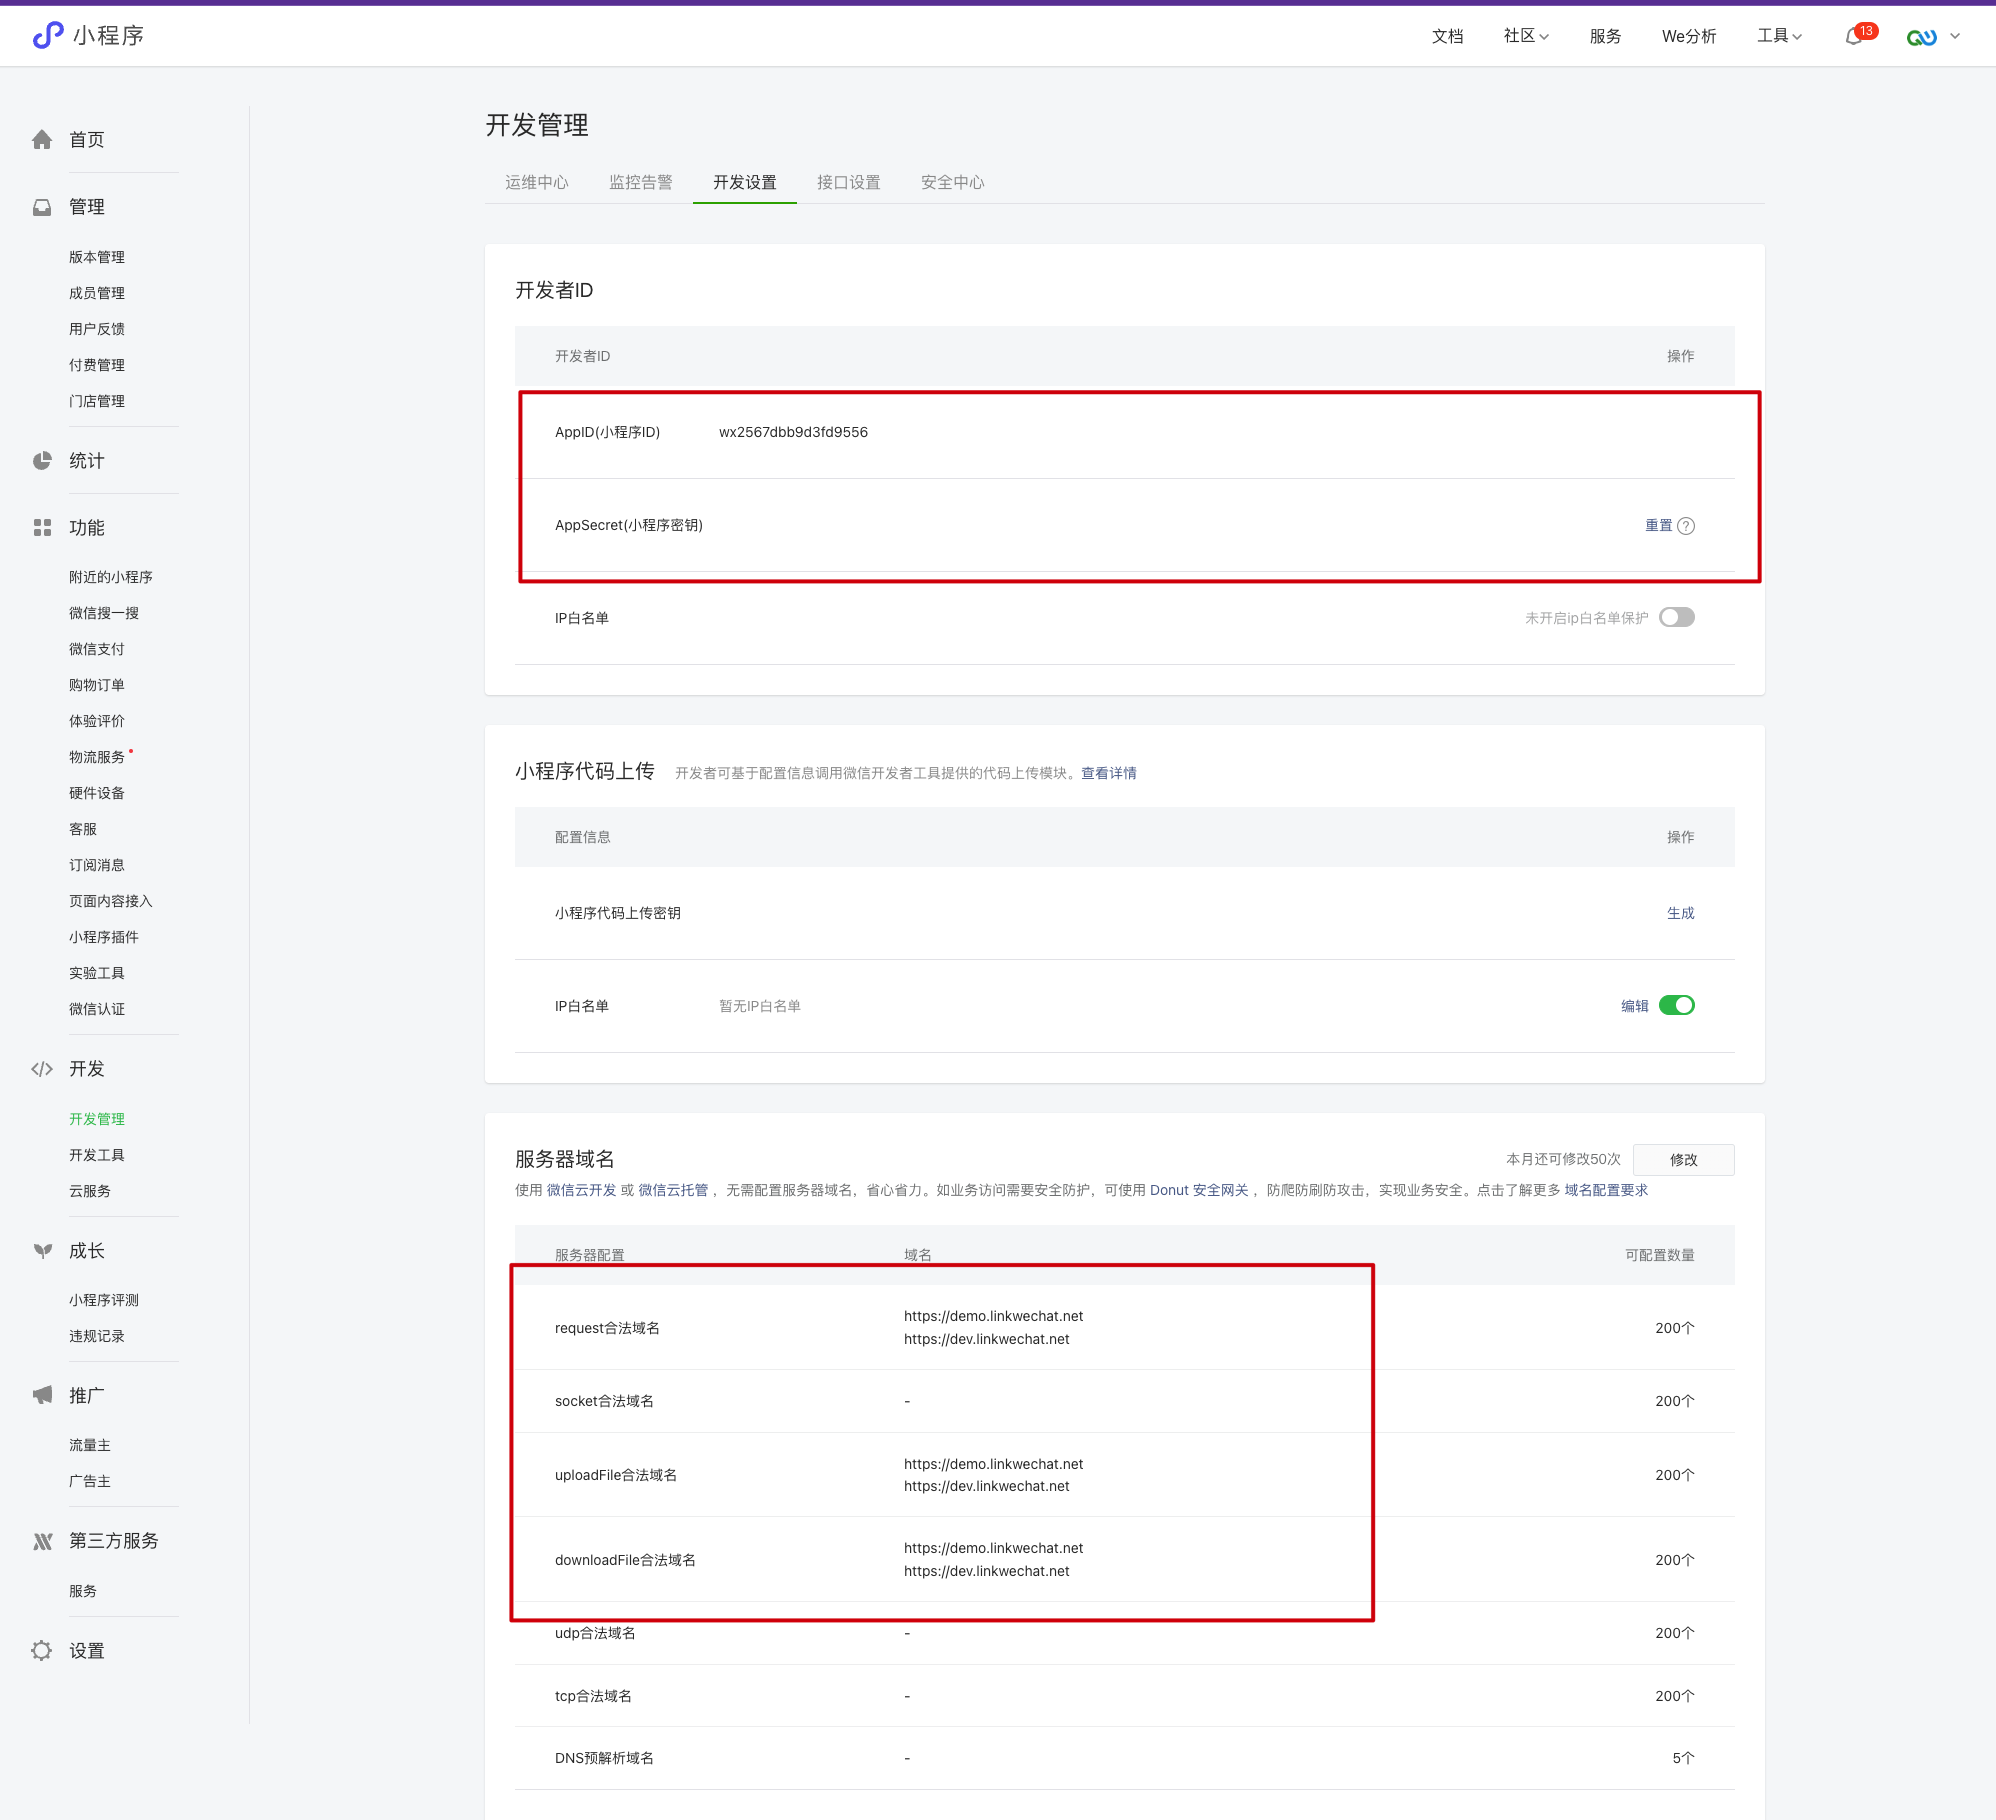 小程序
文档 社区 服务 We分析 工具 13
首页
管理
版本管理
成员管理
用户反馈
付费管理
门店管理
统计
功能
附近的小程序
微信搜一搜
微信支付
购物订单
体验评价
物流服务
硬件设备
客服
订阅消息
页面内容接入
小程序插件
实验工具
微信认证
开发
开发管理
开发工具
云服务
成长
小程序评测
违规记录
推广
流量主
广告主
第三方服务
服务
设置
开发管理
运维中心 监控告警 开发设置 接口设置 安全中心
开发者ID
开发者ID 操作
AppID(小程序ID) wx2567dbb9d3fd9556
AppSecret(小程序密钥) 重置 ?
IP白名单 未开启ip白名单保护
小程序代码上传 开发者可基于配置信息调用微信开发者工具提供的代码上传模块。查看详情
配置信息 操作
小程序代码上传密钥 生成
IP白名单 暂无IP白名单 编辑
服务器域名 本月还可修改50次 修改
使用 微信云开发 或 微信云托管 ，无需配置服务器域名，省心省力。如业务访问需要安全防护，可使用 Donut 安全网关 ，防爬防刷防攻击，实现业务安全。点击了解更多 域名配置要求
服务器配置 域名 可配置数量
request合法域名 https://demo.linkwechat.net 200个
https://dev.linkwechat.net
socket合法域名 - 200个
uploadFile合法域名 https://demo.linkwechat.net 200个
https://dev.linkwechat.net
downloadFile合法域名 https://demo.linkwechat.net 200个
https://dev.linkwechat.net
udp合法域名 - 200个
tcp合法域名 - 200个
DNS预解析域名 - 5个